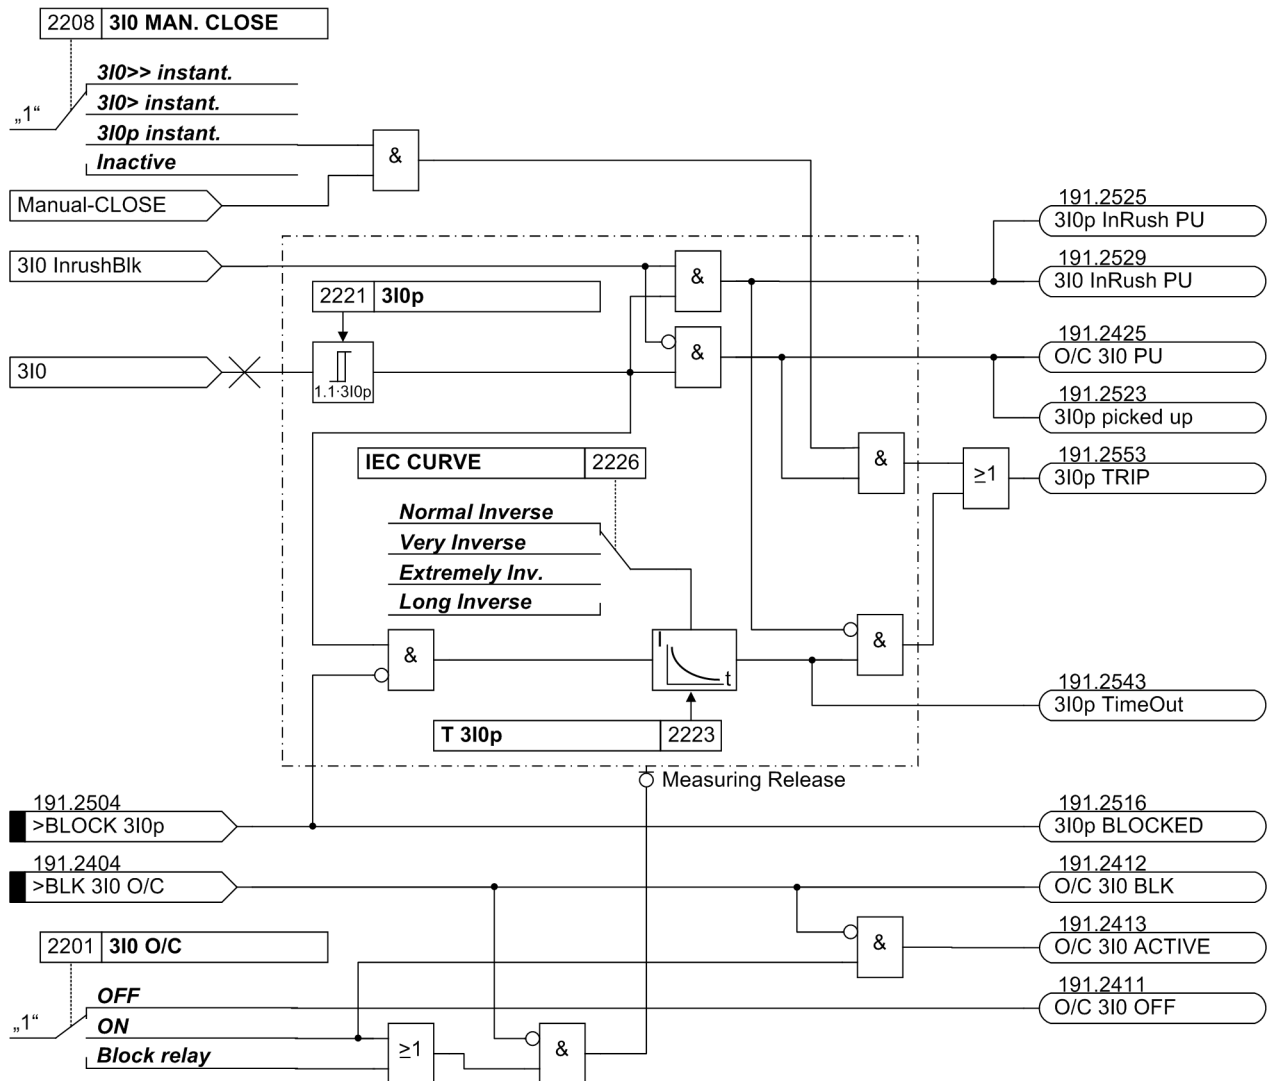 2208 3I0 MAN. CLOSE
3I0>> instant.
3I0> instant.
3I0p instant.
Inactive
„1“
&
Manual-CLOSE
3I0 InrushBlk
2221 3I0p
&
191.2525
3I0p InRush PU
191.2529
3I0 InRush PU
3I0
1.1·3I0p
&
191.2425
O/C 3I0 PU
191.2523
3I0p picked up
IEC CURVE 2226
&
≥1
191.2553
3I0p TRIP
Normal Inverse
Very Inverse
Extremely Inv.
Long Inverse
&
I
t
&
191.2543
3I0p TimeOut
T 3I0p 2223
Measuring Release
191.2504
>BLOCK 3I0p
191.2516
3I0p BLOCKED
191.2404
>BLK 3I0 O/C
191.2412
O/C 3I0 BLK
2201 3I0 O/C
&
191.2413
O/C 3I0 ACTIVE
OFF
ON
Block relay
„1“
≥1
&
191.2411
O/C 3I0 OFF